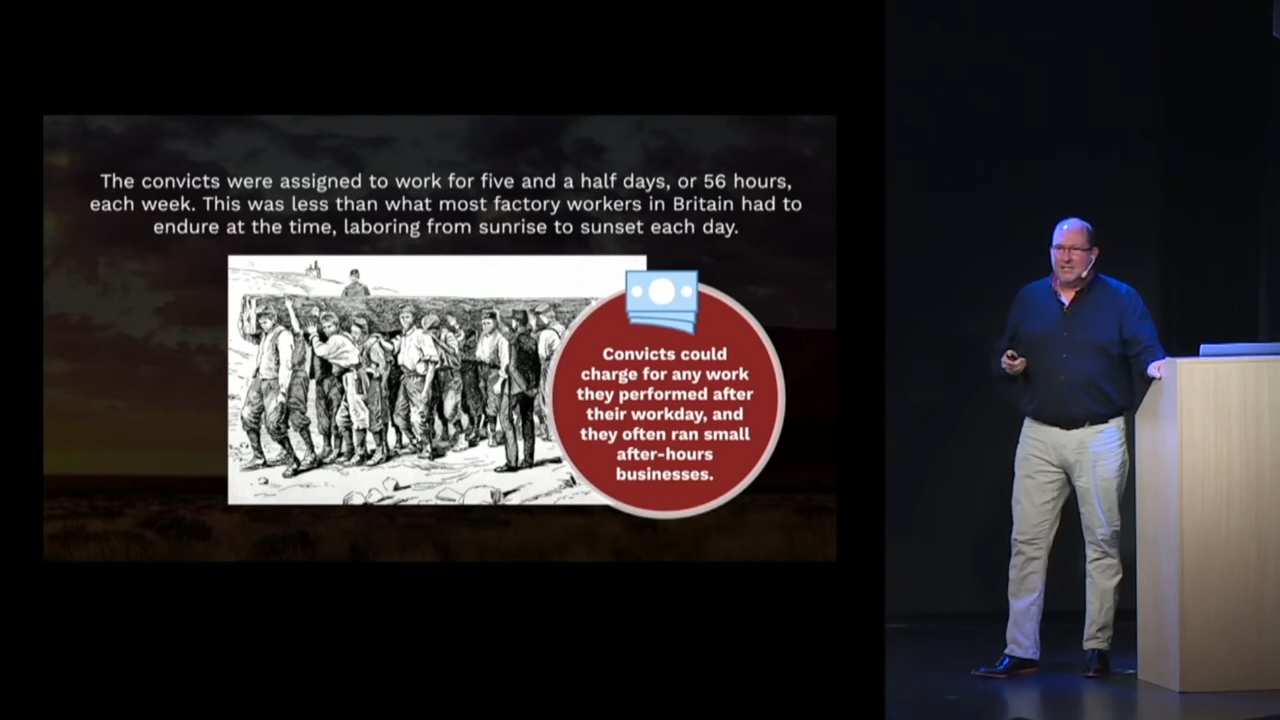 The convicts were assigned to work for five and a half days, or 56 hours,
each week. This was less than what most factory workers in Britain had to
endure at the time, laboring from sunrise to sunset each day.
Convicts could
charge for any work
they performed after
their workday, and
they often ran small
after-hours
businesses.